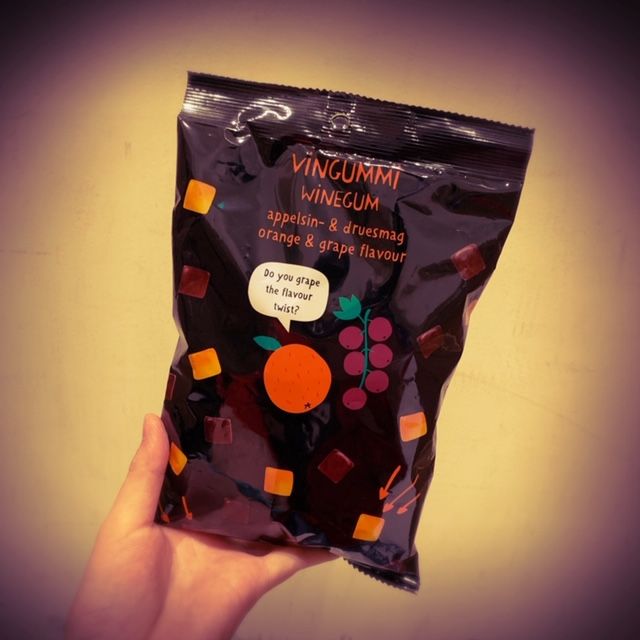 ViNGUMMi
WiNEGUM
appelsin- & druesmag
orange & grape flavour
Do you grape
the flavour
twist?